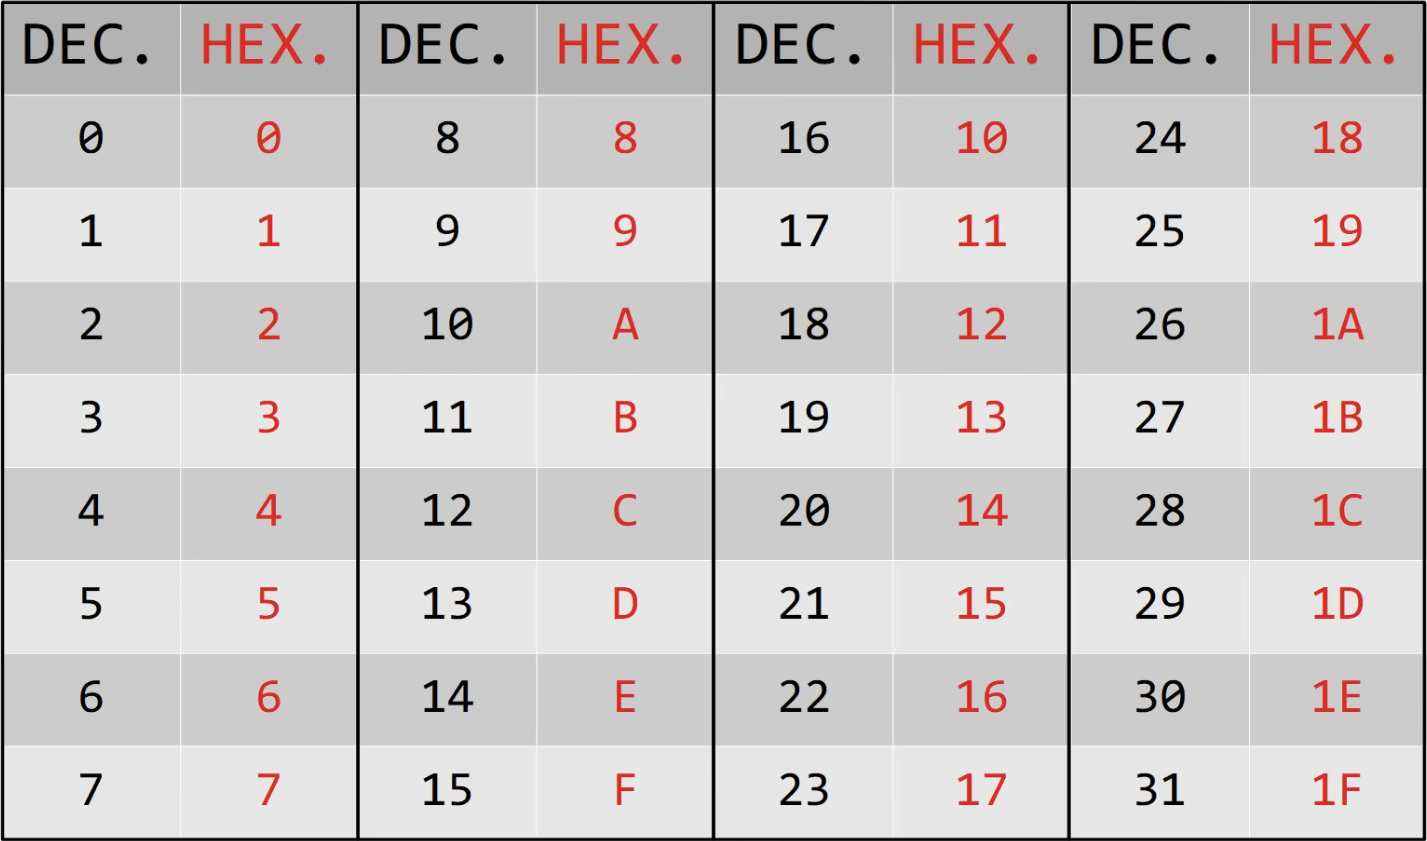 DEC. HEX. DEC. HEX. DEC. HEX. DEC. HEX.
0 0 8 8 16 10 24 18
1 1 9 9 17 11 25 19
2 2 10 A 18 12 26 1A
3 3 11 B 19 13 27 1B
4 4 12 C 20 14 28 1C
5 5 13 D 21 15 29 1D
6 6 14 E 22 16 30 1E
7 7 15 F 23 17 31 1F